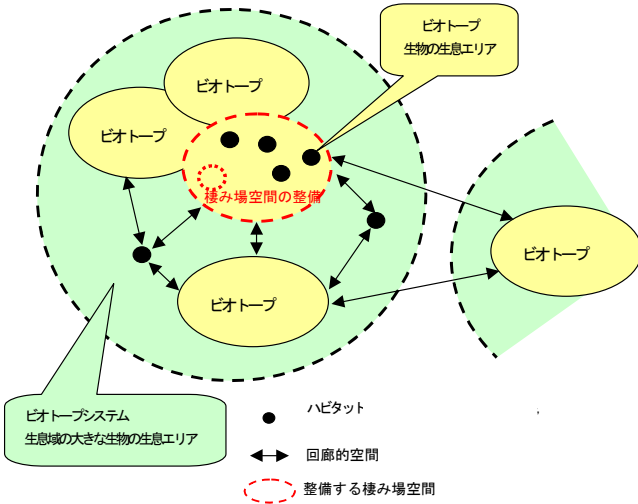 ビオトープ
生物の生息エリア
ビオトープ
ビオトープ
棲み場空間の整備
ビオトープ
ビオトープ
ビオトープシステム
生息域の大きな生物の生息エリア
ハビタット
回廊的空間
整備する棲み場空間